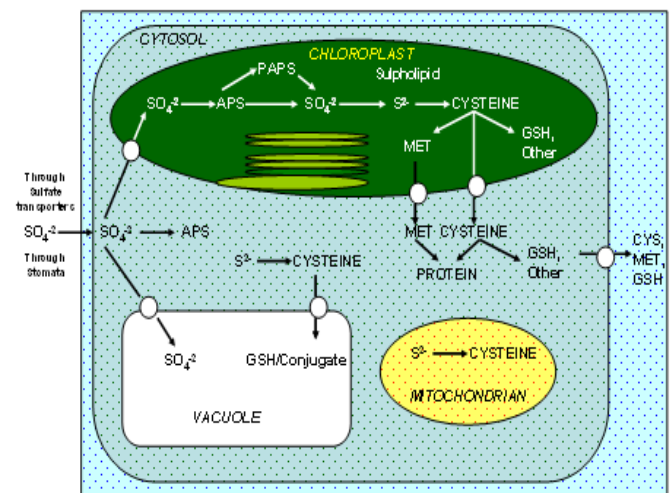 CYTOSOL
CHLOROPLAST
PAPS
Sulpholipid
SO₄⁻² APS SO₄⁻² S²⁻ CYSTEINE
MET
GSH,
Other
Through
Sulfate
transporters
SO₄⁻² SO₄⁻² APS
Through
Stomata
MET CYSTEINE
S²⁻ CYSTEINE
PROTEIN
GSH,
Other
CYS,
MET,
GSH
SO₄⁻²
GSH/Conjugate
VACUOLE
S²⁻ CYSTEINE
MITOCHONDRIAN